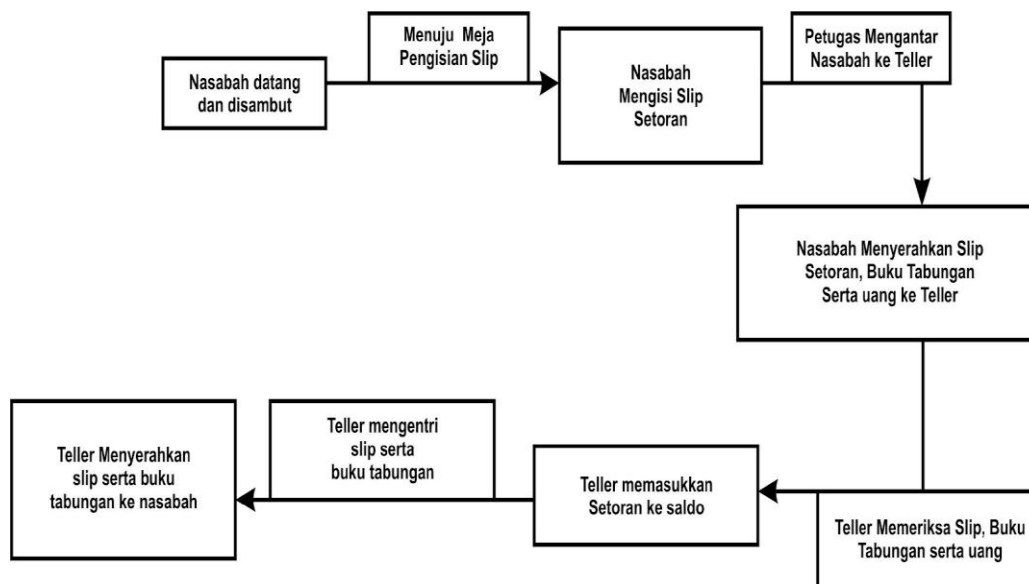 Nasabah datang
dan disambut
Menuju Meja
Pengisian Slip
Nasabah
Mengisi Slip
Setoran
Petugas Mengantar
Nasabah ke Teller
Nasabah Menyerahkan Slip
Setoran, Buku Tabungan
Serta uang ke Teller
Teller Memeriksa Slip, Buku
Tabungan serta uang
Teller memasukkan
Setoran ke saldo
Teller mengentri
slip serta
buku tabungan
Teller Menyerahkan
slip serta buku
tabungan ke nasabah